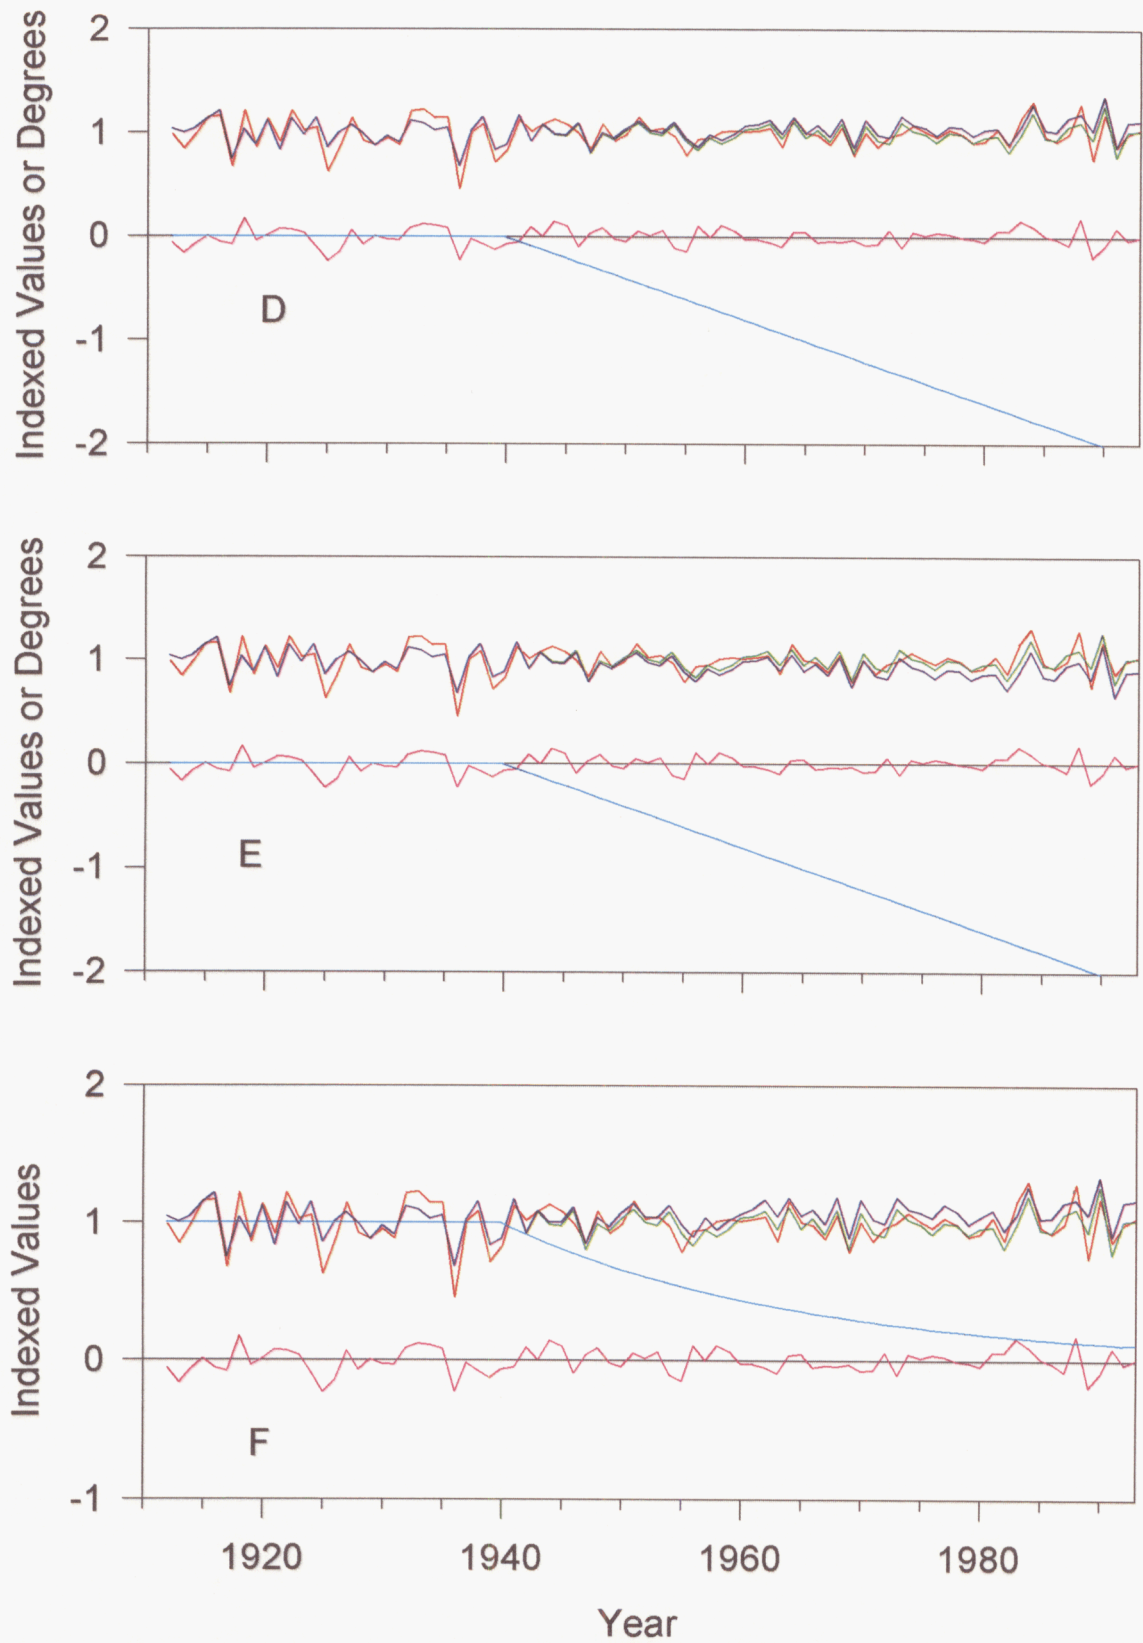 Indexed Values or Degrees
2
1
0
-1
-2
D
Indexed Values or Degrees
2
1
0
-1
-2
E
Indexed Values
2
1
0
-1
F
1920 1940 1960 1980
Year